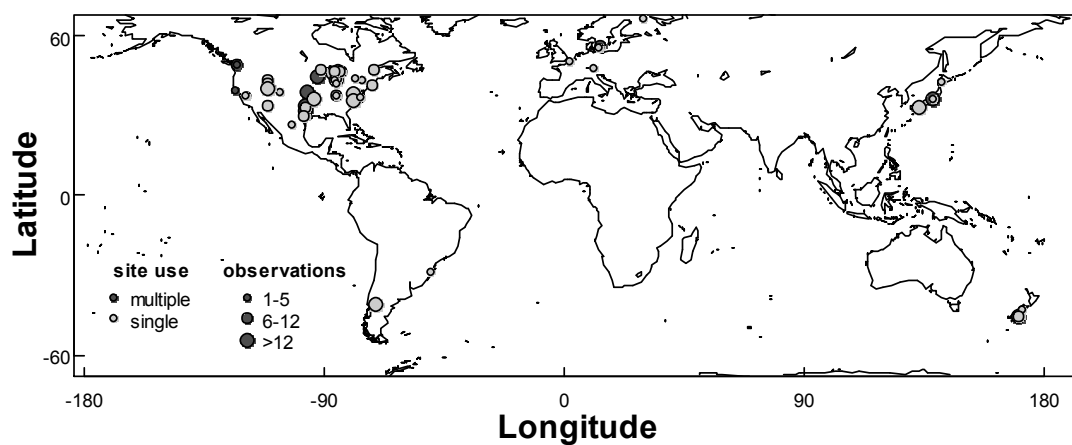 60
0
-60
Latitude
site use
multiple
single
observations
1-5
6-12
>12
-180
-90
0
90
180
Longitude